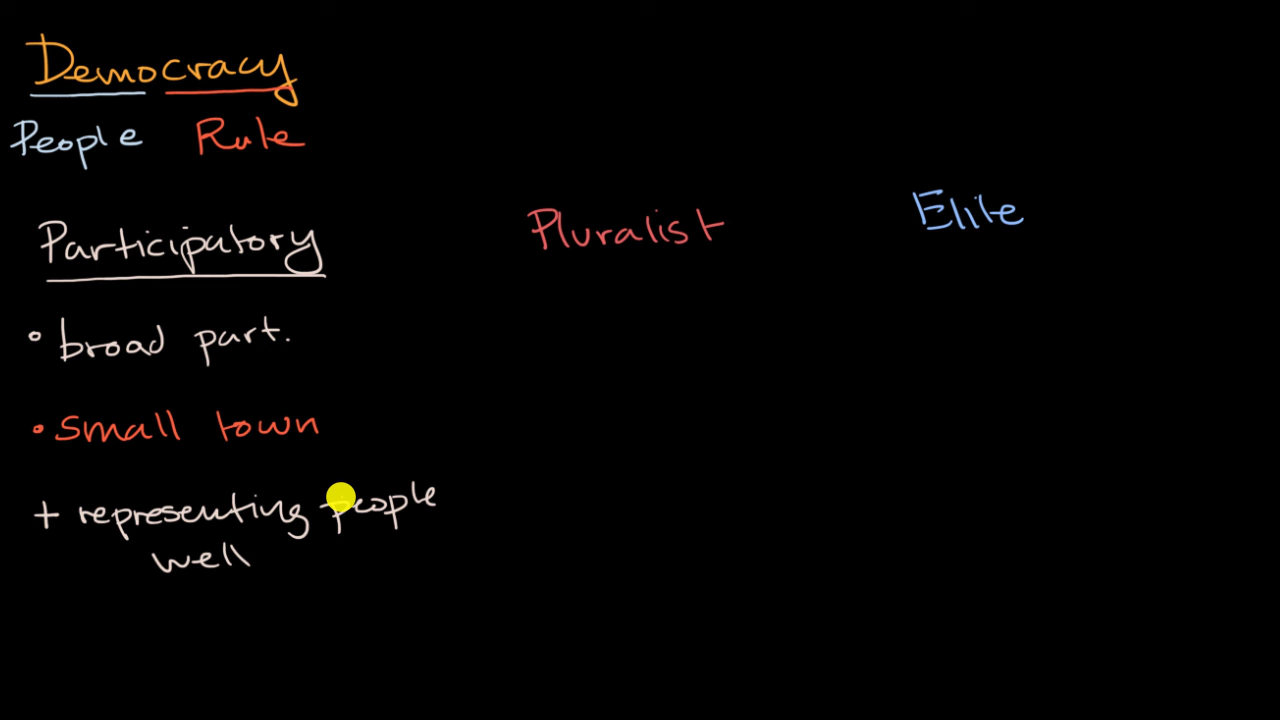 Democracy
People Rule
Participatory
Pluralist
Elite
• broad part.
• small town
+ representing people
well